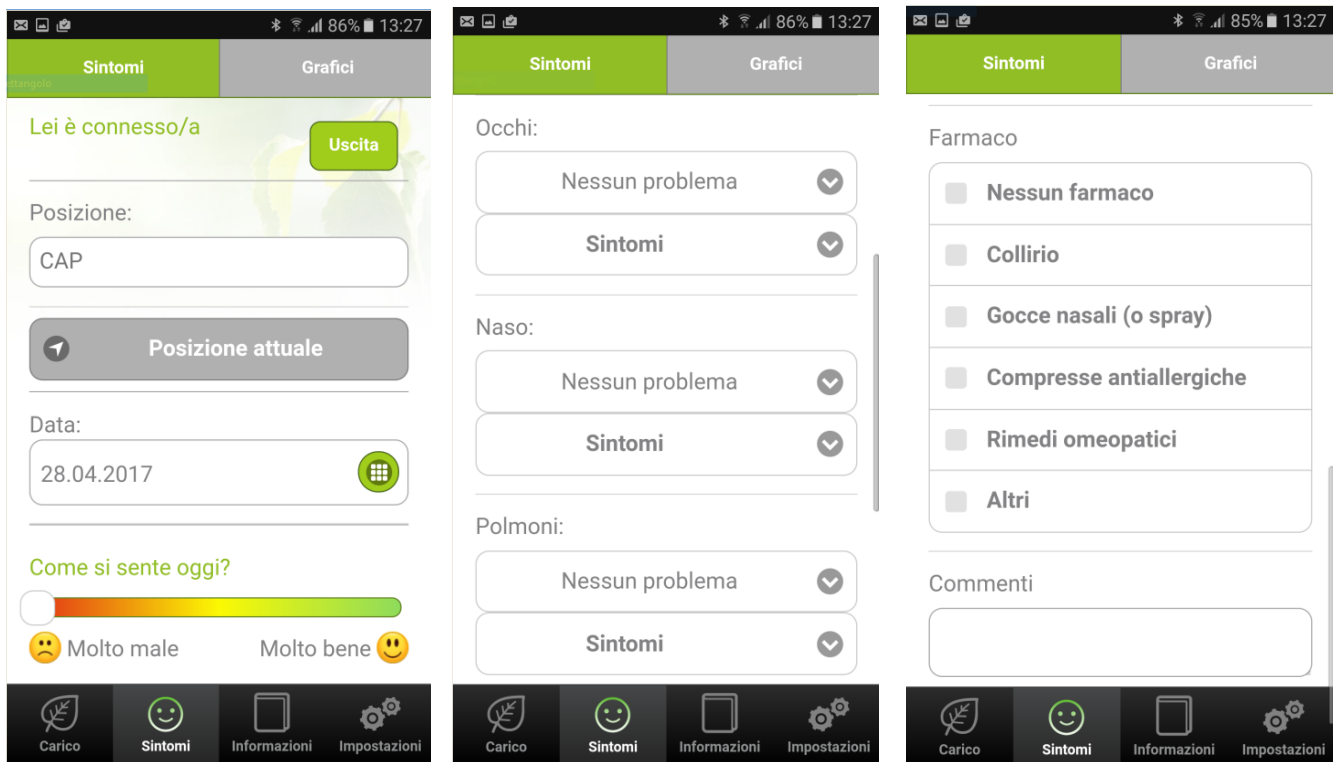 86% 13:27
Sintomi Grafici
Lei è connesso/a
Uscita
Posizione:
CAP
Posizione attuale
Data:
28.04.2017
Come si sente oggi?
Molto male Molto bene
Carico Sintomi Informazioni Impostazioni
86% 13:27
Sintomi Grafici
Occhi:
Nessun problema
Sintomi
Naso:
Nessun problema
Sintomi
Polmoni:
Nessun problema
Sintomi
Carico Sintomi Informazioni Impostazioni
85% 13:27
Sintomi Grafici
Farmaco
Nessun farmaco
Collirio
Gocce nasali (o spray)
Compresse antiallergiche
Rimedi omeopatici
Altri
Commenti
Carico Sintomi Informazioni Impostazioni